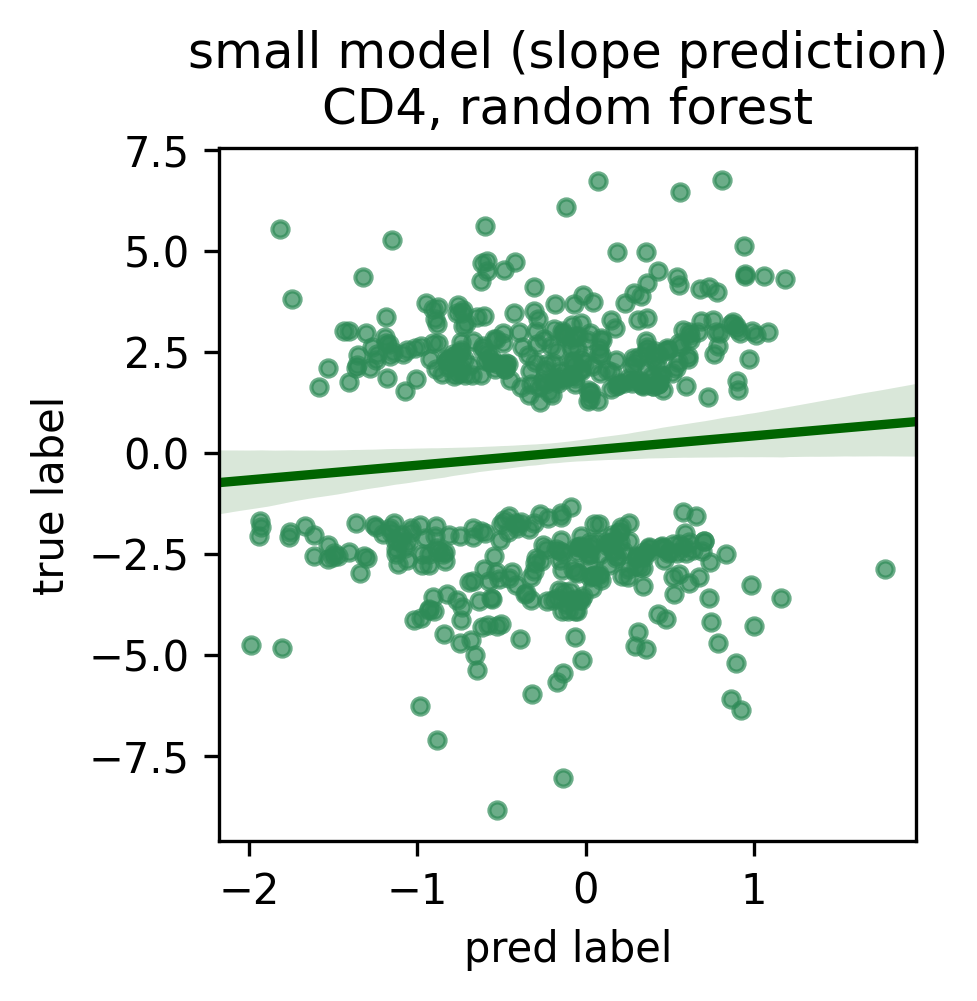 small model (slope prediction)
CD4, random forest
7.5
5.0
2.5
0.0
−2.5
−5.0
−7.5
true label
−2
−1
0
1
pred label